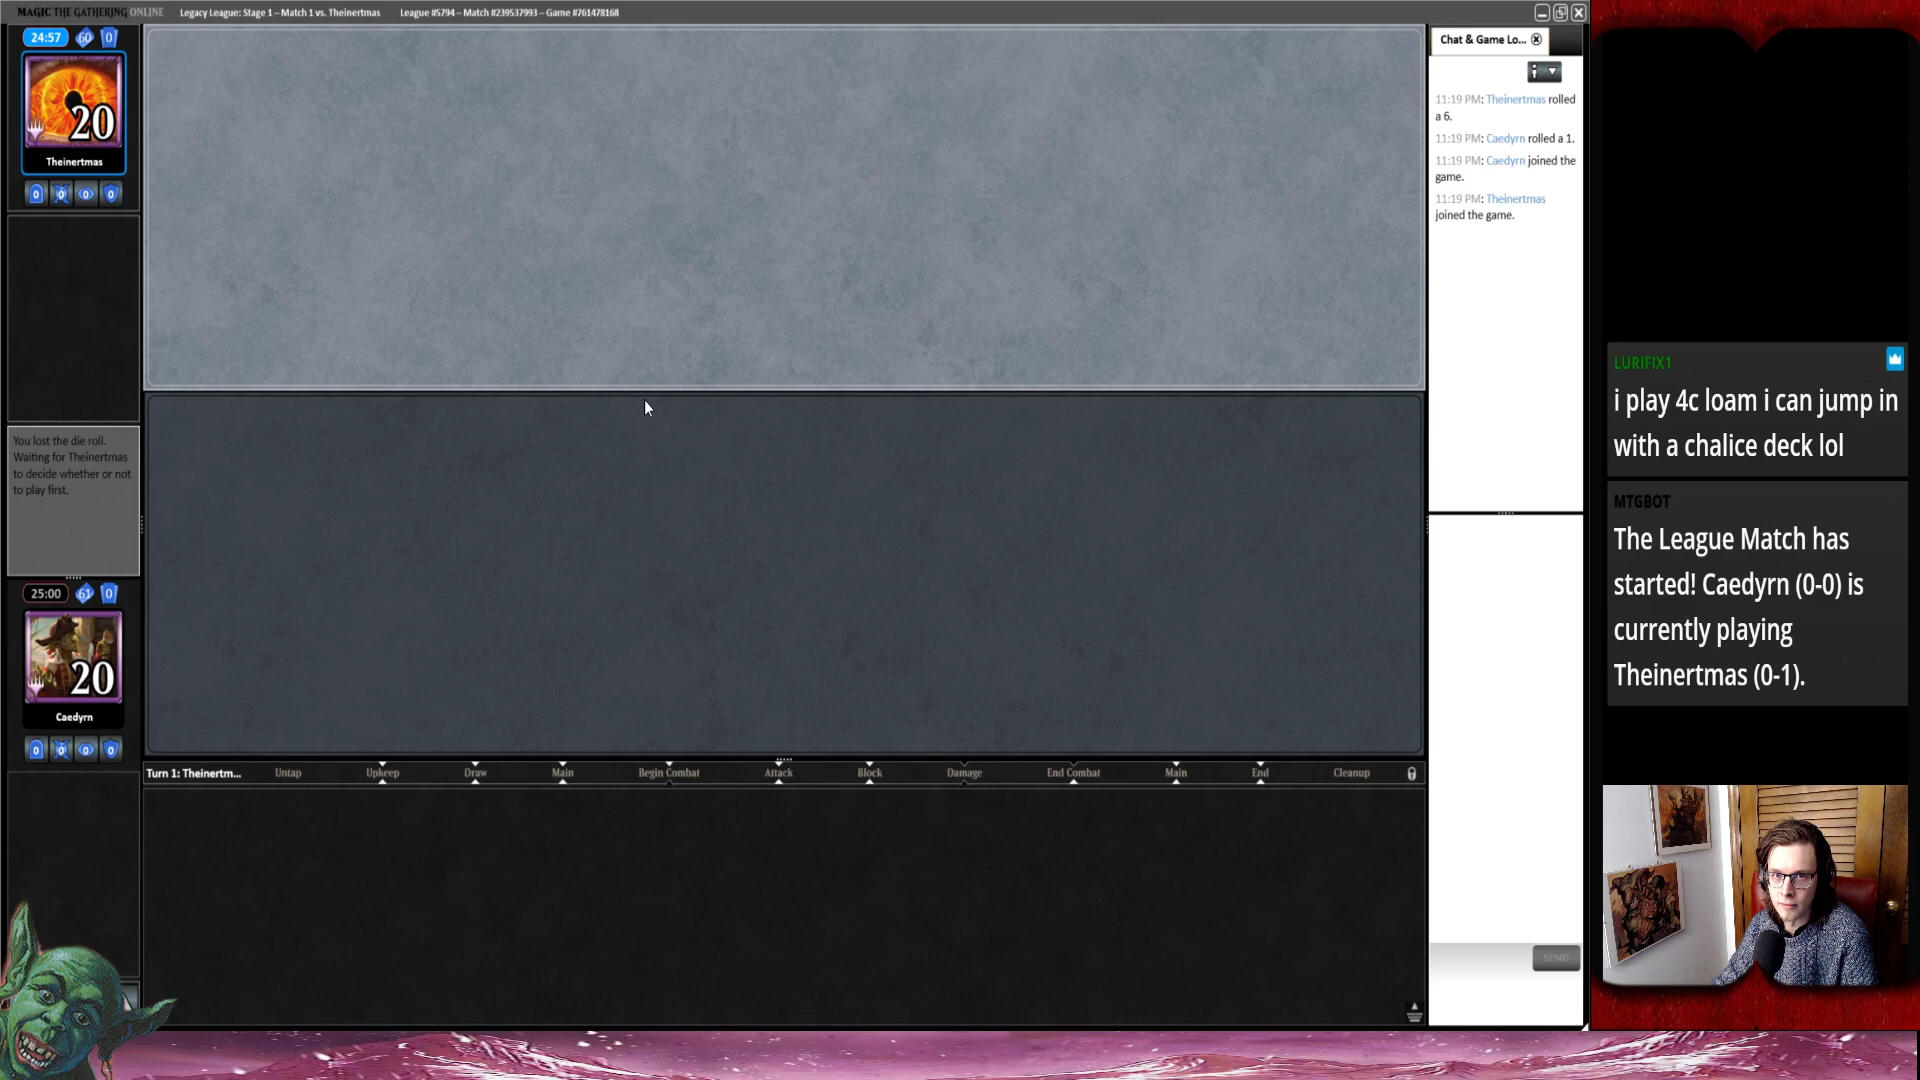 MAGIC THE GATHERING ONLINE
Legacy League: Stage 1 – Match 1 vs. Theinertmas
League #5794 – Match #239537993 – Game #761478168
24:57 60 0
20
Theinertmas
0 0 0 0
You lost the die roll.
Waiting for Theinertmas
to decide whether or not
to play first.
25:00 61 0
20
Caedyrn
0 0 0 0
Turn 1: Theinertm... Untap Upkeep Draw Main Begin Combat Attack Block Damage End Combat Main End Cleanup
Chat & Game Lo...
11:19 PM: Theinertmas rolled
a 6.
11:19 PM: Caedyrn rolled a 1.
11:19 PM: Caedyrn joined the
game.
11:19 PM: Theinertmas
joined the game.
SEND
LURIFIX1
i play 4c loam i can jump in
with a chalice deck lol
MTGBOT
The League Match has
started! Caedyrn (0-0) is
currently playing
Theinertmas (0-1).